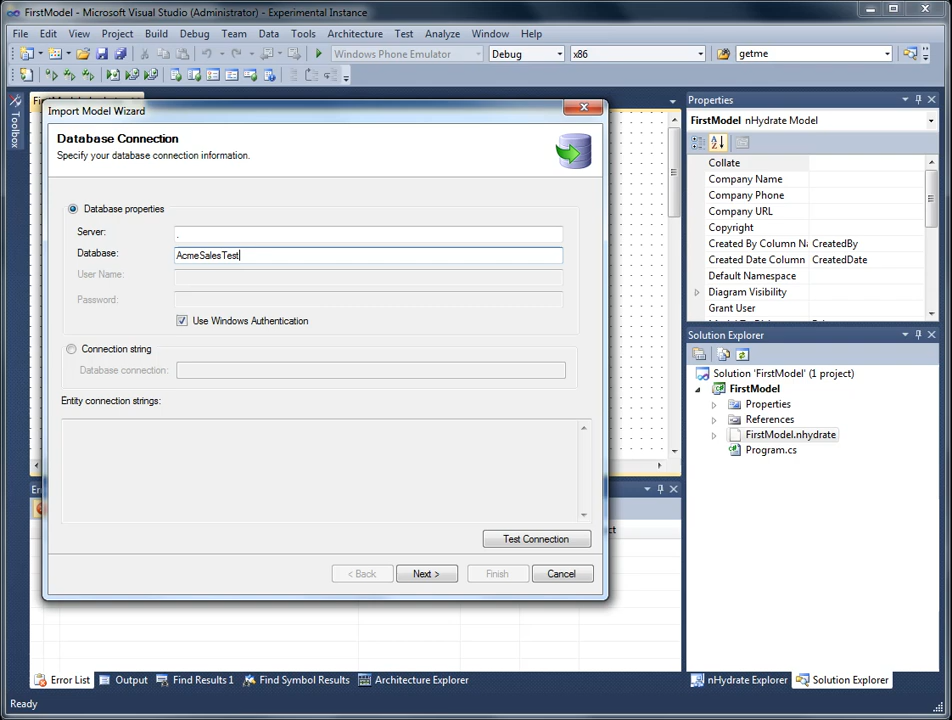 FirstModel - Microsoft Visual Studio (Administrator) - Experimental Instance
File Edit View Project Build Debug Team Data Tools Architecture Test Analyze Window Help
Windows Phone Emulator Debug x86 getme
Toolbox
Import Model Wizard
Database Connection
Specify your database connection information.
Database properties
Server: .
Database: AcmeSalesTest
User Name:
Password:
Use Windows Authentication
Connection string
Database connection:
Entity connection strings:
Test Connection
< Back Next > Finish Cancel
Properties
FirstModel nHydrate Model
Collate
Company Name
Company Phone
Company URL
Copyright
Created By Column Na CreatedBy
Created Date Column CreatedDate
Default Namespace
Diagram Visibility
Grant User
Solution Explorer
Solution 'FirstModel' (1 project)
FirstModel
Properties
References
FirstModel.nhydrate
Program.cs
Error List Output Find Results 1 Find Symbol Results Architecture Explorer
nHydrate Explorer Solution Explorer
Ready